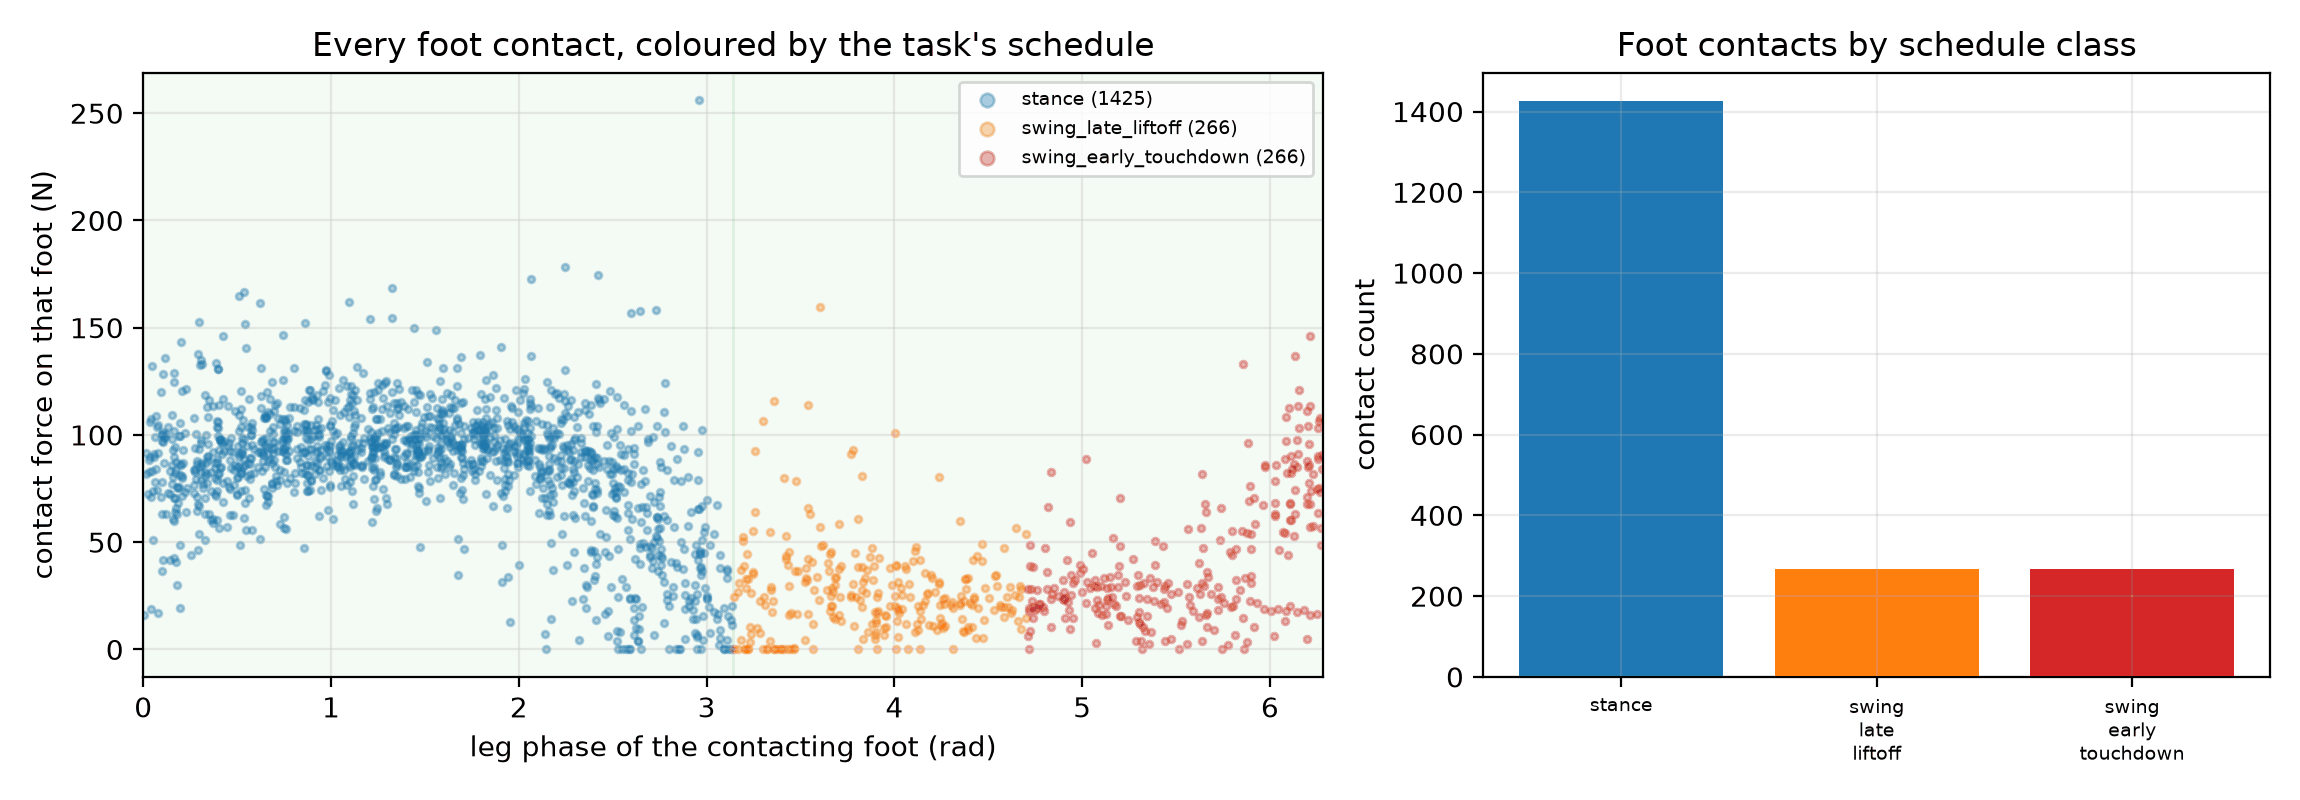 Every foot contact, coloured by the task's schedule
contact force on that foot (N)
250
200
150
100
50
0
stance (1425)
swing_late_liftoff (266)
swing_early_touchdown (266)
0 1 2 3 4 5 6
leg phase of the contacting foot (rad)
Foot contacts by schedule class
contact count
1400
1200
1000
800
600
400
200
0
stance
swing
late
liftoff
swing
early
touchdown